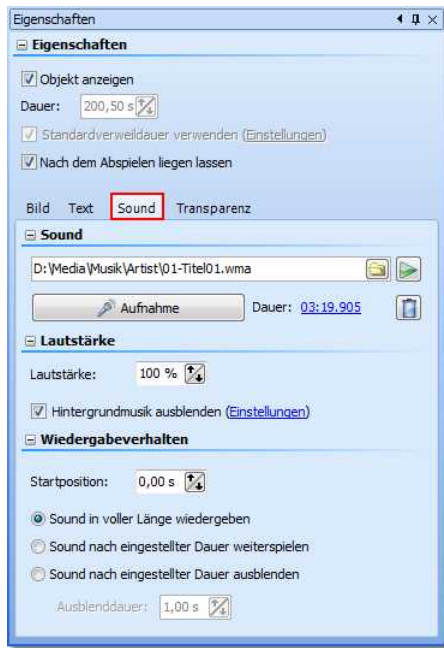 Eigenschaften
Eigenschaften
Objekt anzeigen
Dauer: 200,50 s
Standardverweildauer verwenden (Einstellungen)
Nach dem Abspielen liegen lassen
Bild Text Sound Transparenz
Sound
D:\Media\Musik\Artist\01-Titel01.wma
Aufnahme Dauer: 03:19.905
Lautstärke
Lautstärke: 100 %
Hintergrundmusik ausblenden (Einstellungen)
Wiedergabeverhalten
Startposition: 0,00 s
Sound in voller Länge wiedergeben
Sound nach eingestellter Dauer weiterspielen
Sound nach eingestellter Dauer ausblenden
Ausblenddauer: 1,00 s